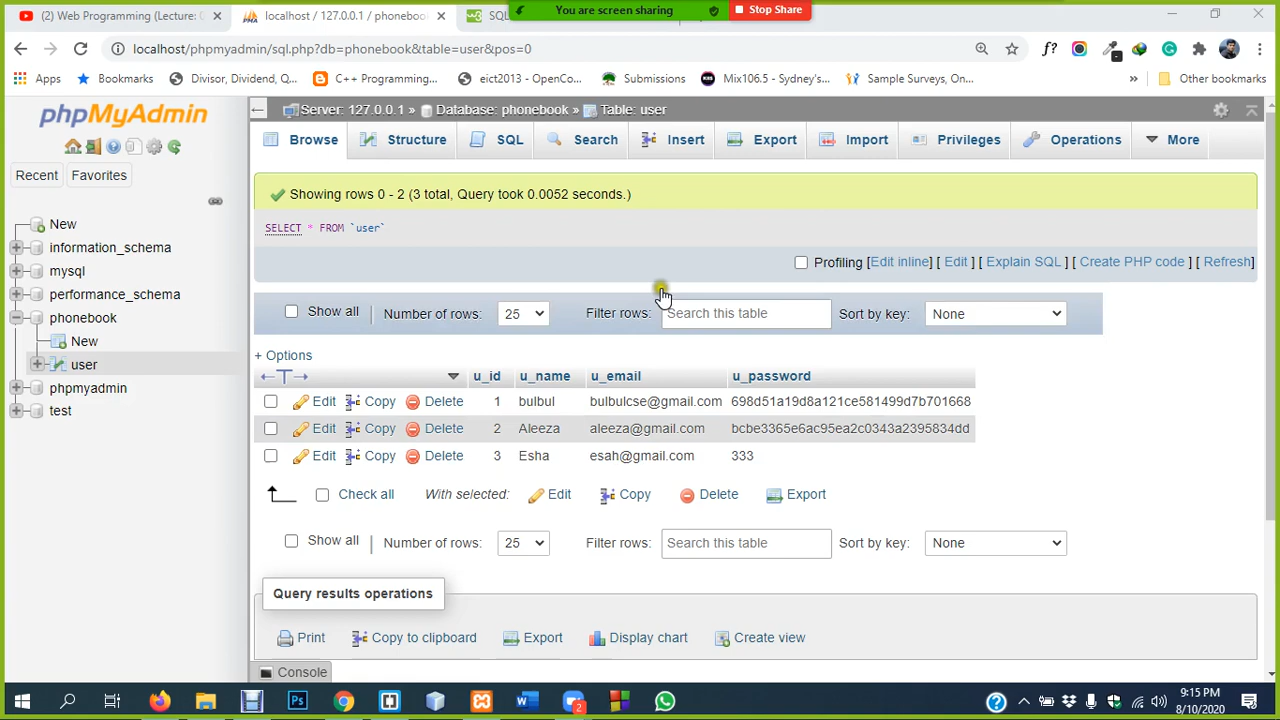 (2) Web Programming (Lecture:
localhost / 127.0.0.1 / phonebook
You are screen sharing
Stop Share
localhost/phpmyadmin/sql.php?db=phonebook&table=user&pos=0
f?
Apps
Bookmarks
Divisor, Dividend, Q...
C++ Programming...
eict2013 - OpenCo...
Submissions
Mix106.5 - Sydney's...
Sample Surveys, On...
»
Other bookmarks
phpMyAdmin
Recent
Favorites
New
information_schema
mysql
performance_schema
phonebook
New
user
phpmyadmin
test
Server: 127.0.0.1 » Database: phonebook » Table: user
Browse Structure SQL Search Insert Export Import Privileges Operations More
Showing rows 0 - 2 (3 total, Query took 0.0052 seconds.)
SELECT * FROM `user`
Profiling [Edit inline] [ Edit ] [ Explain SQL ] [ Create PHP code ] [ Refresh]
Show all Number of rows: 25 Filter rows: Search this table Sort by key: None
+ Options
←T→ u_id u_name u_email u_password
Edit Copy Delete 1 bulbul bulbulcse@gmail.com 698d51a19d8a121ce581499d7b701668
Edit Copy Delete 2 Aleeza aleeza@gmail.com bcbe3365e6ac95ea2c0343a2395834dd
Edit Copy Delete 3 Esha esah@gmail.com 333
Check all With selected: Edit Copy Delete Export
Show all Number of rows: 25 Filter rows: Search this table Sort by key: None
Query results operations
Print Copy to clipboard Export Display chart Create view
Console
2
9:15 PM
8/10/2020